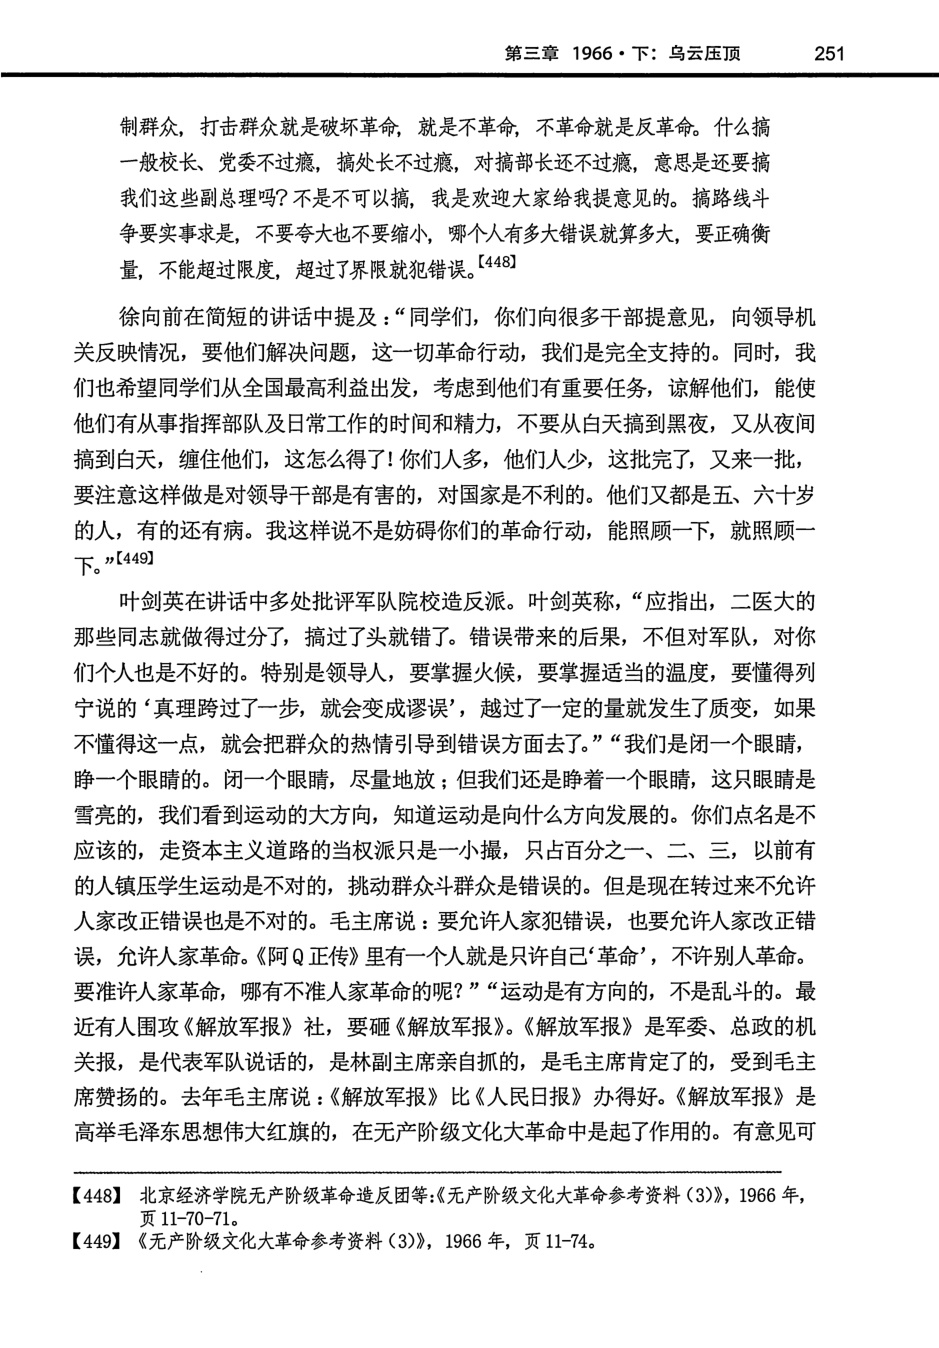 第三章 1966·下：乌云压顶 251
制群众，打击群众就是破坏革命，就是不革命，不革命就是反革命。什么搞
一般校长、党委不过瘾，搞处长不过瘾，对搞部长还不过瘾，意思是还要搞
我们这些副总理吗？不是不可以搞，我是欢迎大家给我提意见的。搞路线斗
争要实事求是，不要夸大也不要缩小，哪个人有多大错误就算多大，要正确衡
量，不能超过限度，超过了界限就犯错误。【448】
徐向前在简短的讲话中提及：“同学们，你们向很多干部提意见，向领导机
关反映情况，要他们解决问题，这一切革命行动，我们是完全支持的。同时，我
们也希望同学们从全国最高利益出发，考虑到他们有重要任务，谅解他们，能使
他们有从事指挥部队及日常工作的时间和精力，不要从白天搞到黑夜，又从夜间
搞到白天，缠住他们，这怎么得了！你们人多，他们人少，这批完了，又来一批，
要注意这样做是对领导干部是有害的，对国家是不利的。他们又都是五、六十岁
的人，有的还有病。我这样说不是妨碍你们的革命行动，能照顾一下，就照顾一
下。”【449】
叶剑英在讲话中多处批评军队院校造反派。叶剑英称，“应指出，二医大的
那些同志就做得过分了，搞过了头就错了。错误带来的后果，不但对军队，对你
们个人也是不好的。特别是领导人，要掌握火候，要掌握适当的温度，要懂得列
宁说的‘真理跨过了一步，就会变成谬误’，越过了一定的量就发生了质变，如果
不懂得这一点，就会把群众的热情引导到错误方面去了。”“我们是闭一个眼睛，
睁一个眼睛的。闭一个眼睛，尽量地放；但我们还是睁着一个眼睛，这只眼睛是
雪亮的，我们看到运动的大方向，知道运动是向什么方向发展的。你们点名是不
应该的，走资本主义道路的当权派只是一小撮，只占百分之一、二、三，以前有
的人镇压学生运动是不对的，挑动群众斗群众是错误的。但是现在转过来不允许
人家改正错误也是不对的。毛主席说：要允许人家犯错误，也要允许人家改正错
误，允许人家革命。《阿Q正传》里有一个人就是只许自己‘革命’，不许别人革命。
要准许人家革命，哪有不准人家革命的呢？”“运动是有方向的，不是乱斗的。最
近有人围攻《解放军报》社，要砸《解放军报》。《解放军报》是军委、总政的机
关报，是代表军队说话的，是林副主席亲自抓的，是毛主席肯定了的，受到毛主
席赞扬的。去年毛主席说：《解放军报》比《人民日报》办得好。《解放军报》是
高举毛泽东思想伟大红旗的，在无产阶级文化大革命中是起了作用的。有意见可
【448】 北京经济学院无产阶级革命造反团等：《无产阶级文化大革命参考资料（3）》，1966 年，
页 11-70-71。
【449】《无产阶级文化大革命参考资料（3）》，1966 年，页 11-74。